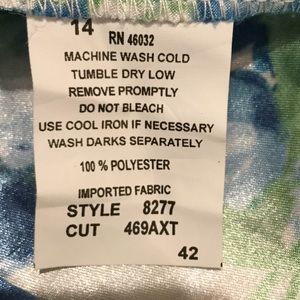 14 RN 46032
MACHINE WASH COLD
TUMBLE DRY LOW
REMOVE PROMPTLY
DO NOT BLEACH
USE COOL IRON IF NECESSARY
WASH DARKS SEPARATELY
100 % POLYESTER
IMPORTED FABRIC
STYLE 8277
CUT 469AXT
42